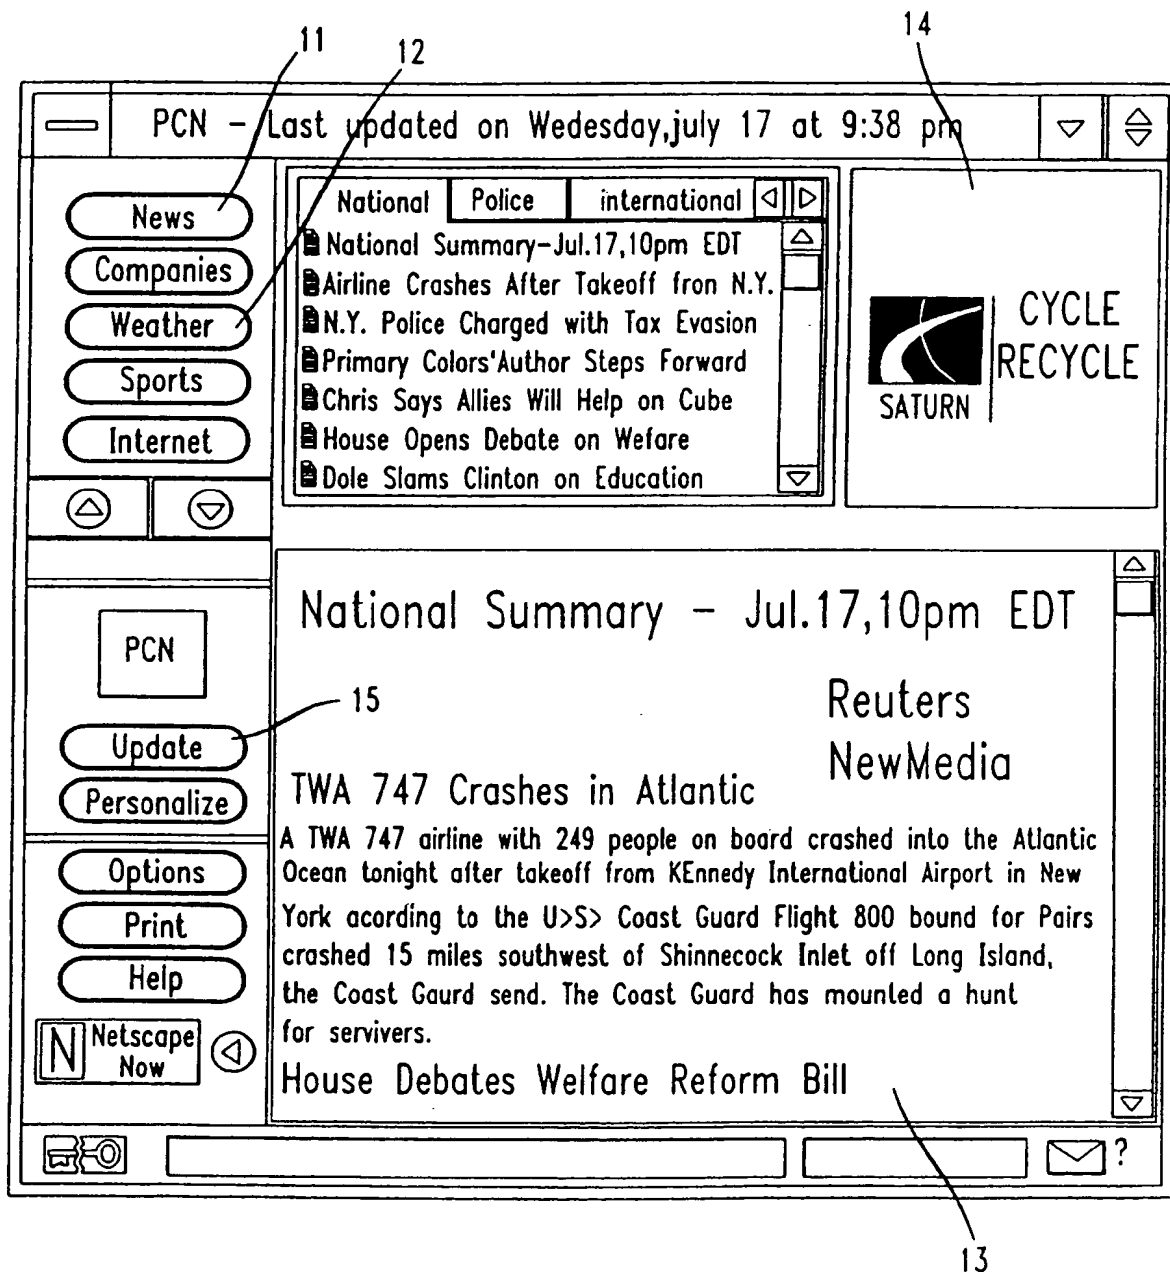 11
12
14
PCN - Last updated on Wedesday,july 17 at 9:38 pm
News
Companies
Weather
Sports
Internet
National Police international
National Summary-Jul.17,10pm EDT
Airline Crashes After Takeoff fron N.Y.
N.Y. Police Charged with Tax Evasion
Primary Colors'Author Steps Forward
Chris Says Allies Will Help on Cube
House Opens Debate on Wefare
Dole Slams Clinton on Education
CYCLE
RECYCLE
SATURN
PCN
15
Update
Personalize
Options
Print
Help
N Netscape
Now
National Summary - Jul.17,10pm EDT
Reuters
NewMedia
TWA 747 Crashes in Atlantic
A TWA 747 airline with 249 people on board crashed into the Atlantic
Ocean tonight after takeoff from KEnnedy International Airport in New
York acording to the U>S> Coast Guard Flight 800 bound for Pairs
crashed 15 miles southwest of Shinnecock Inlet off Long Island,
the Coast Gaurd send. The Coast Guard has mounted a hunt
for servivers.
House Debates Welfare Reform Bill
?
13